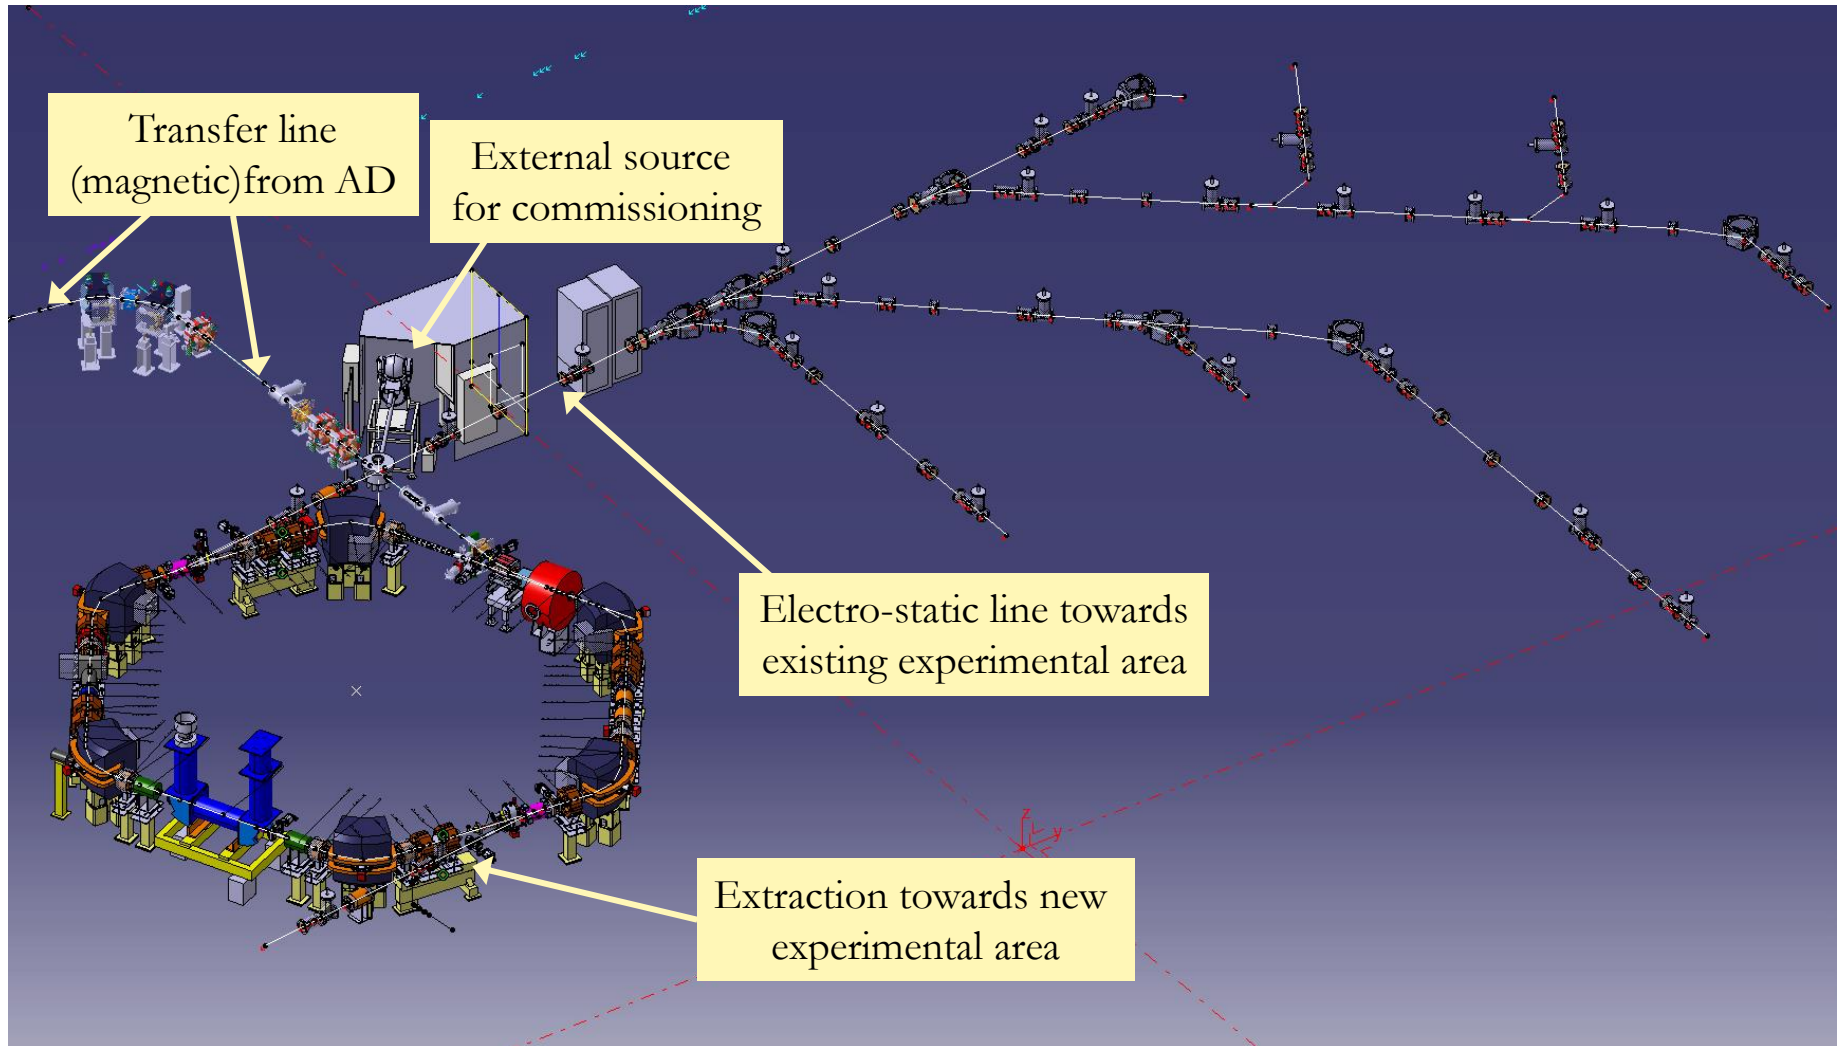 Transfer line
(magnetic)from AD
External source
for commissioning
Electro-static line towards
existing experimental area
Extraction towards new
experimental area
z
y